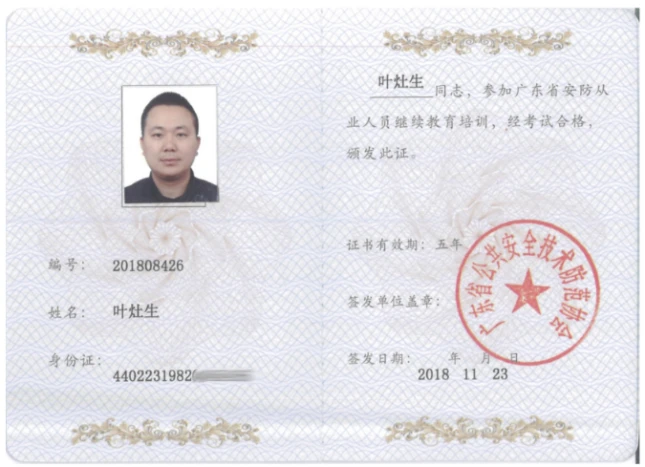 编号: 201808426
姓名: 叶灶生
身份证: 4402231982
叶灶生 同志，参加广东省安防从
业人员继续教育培训，经考试合格，
颁发此证。
证书有效期: 五年
签发单位盖章:
广东省公共安全技术防范协会
签发日期: 年 月 日
2018 11 23